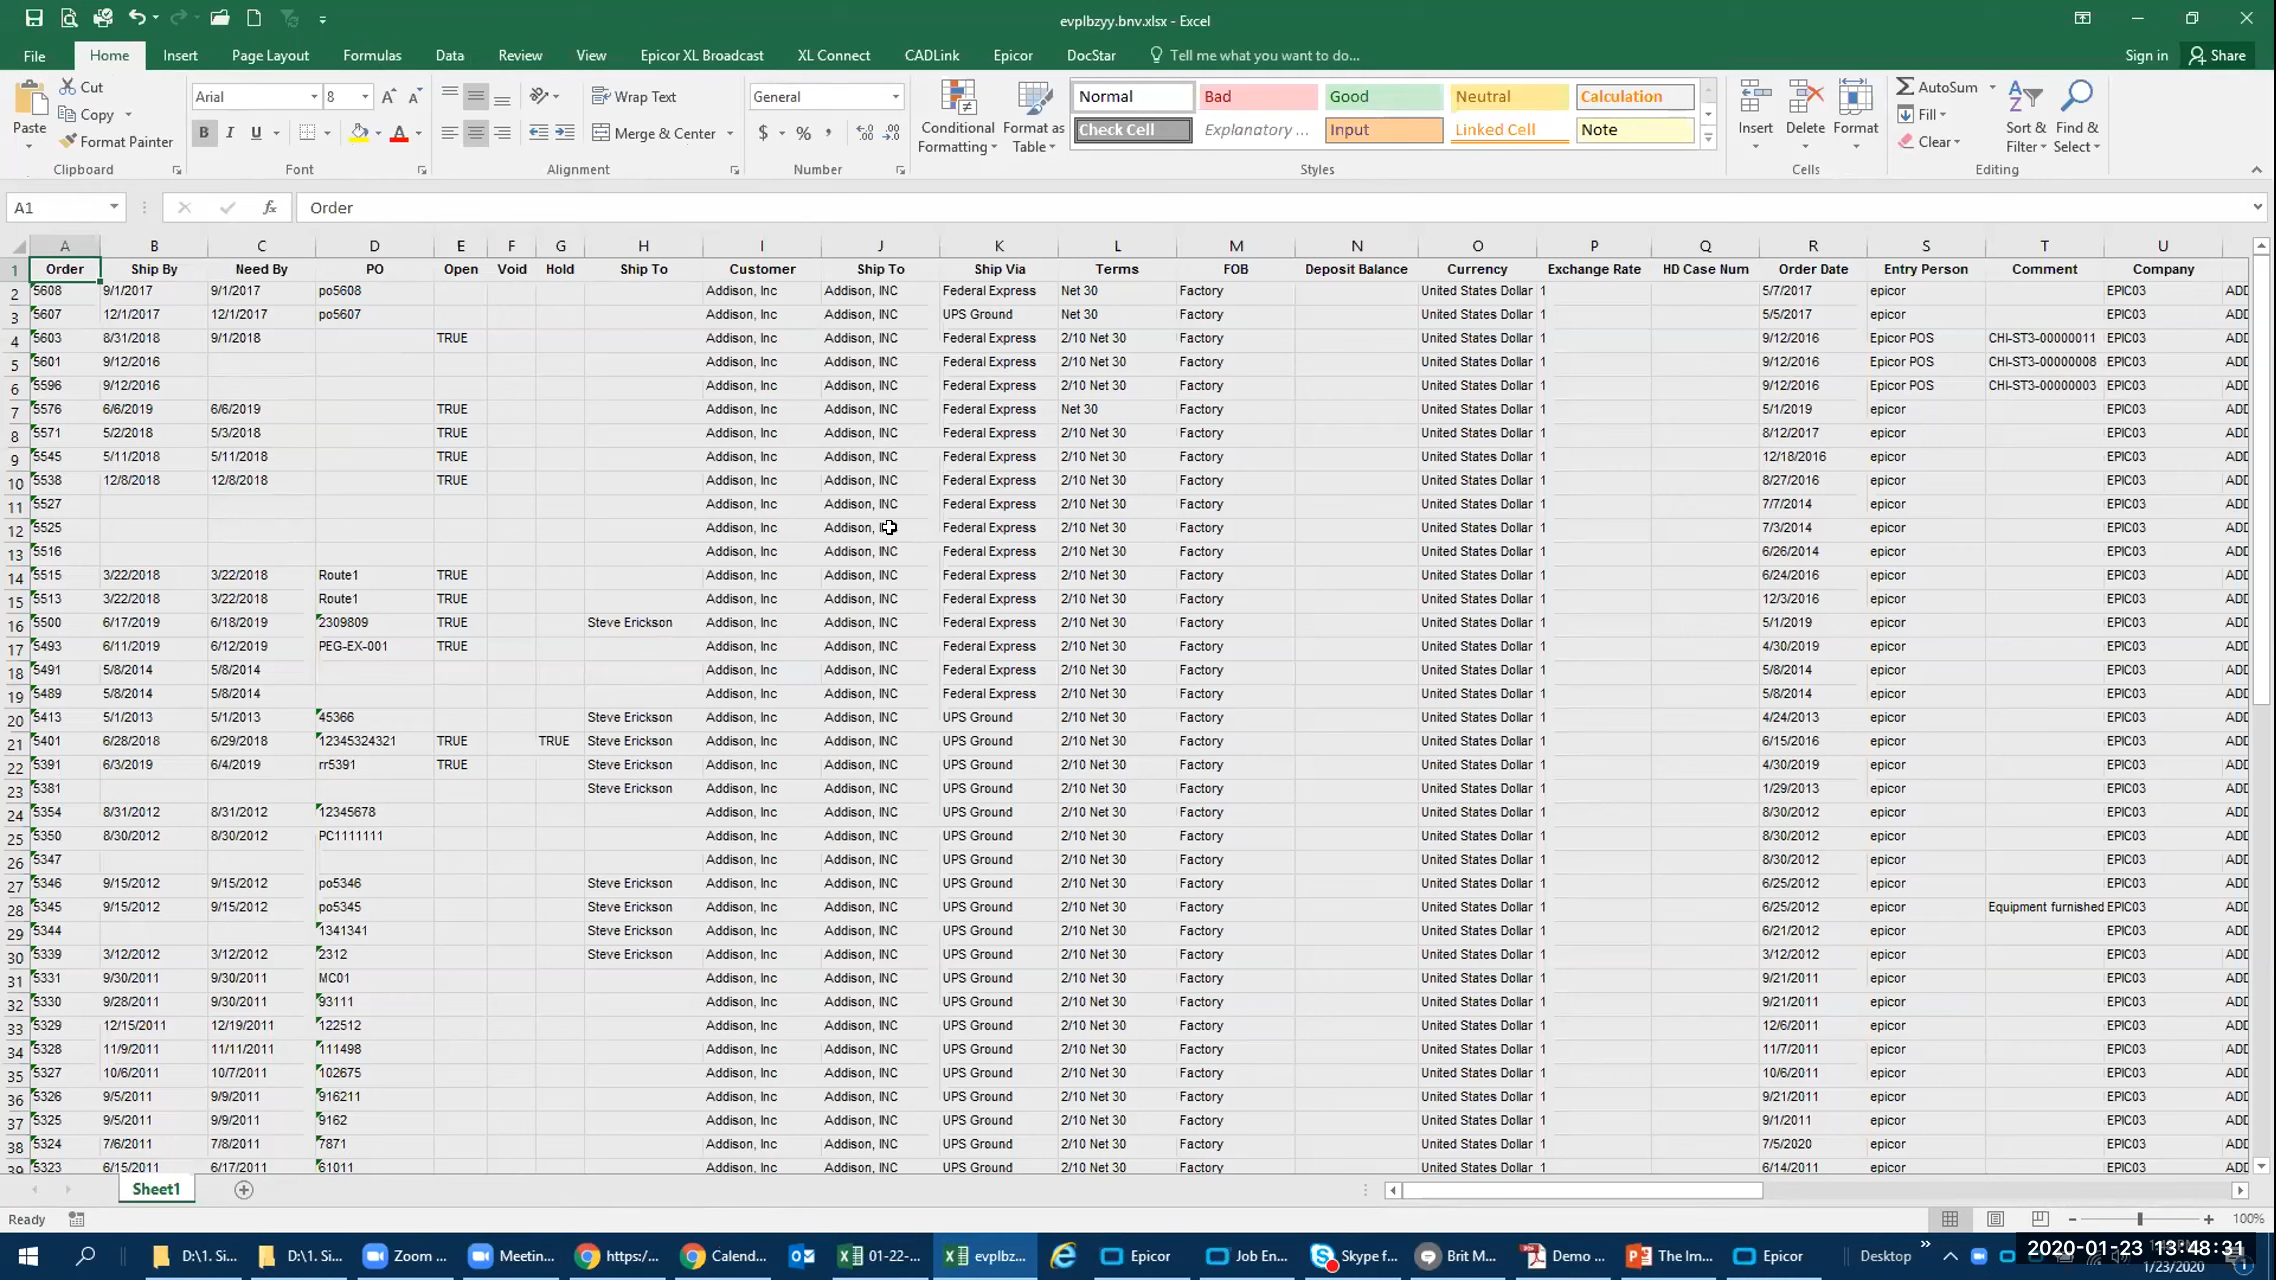 evplbzyy.bnv.xlsx - Excel
File Home Insert Page Layout Formulas Data Review View Epicor XL Broadcast XL Connect CADLink Epicor DocStar Tell me what you want to do... Sign in Share
Cut
Copy
Format Painter
Paste
Clipboard
Arial 8
Font
Wrap Text
Merge & Center
Alignment
General
Number
Conditional Formatting
Format as Table
Normal Bad Good Neutral Calculation
Check Cell Explanatory ... Input Linked Cell Note
Styles
Insert Delete Format
Cells
AutoSum
Fill
Clear
Sort & Filter
Find & Select
Editing
A1 fx Order
A B C D E F G H I J K L M N O P Q R S T U
1 Order Ship By Need By PO Open Void Hold Ship To Customer Ship To Ship Via Terms FOB Deposit Balance Currency Exchange Rate HD Case Num Order Date Entry Person Comment Company
2 5608 9/1/2017 9/1/2017 po5608 Addison, Inc Addison, INC Federal Express Net 30 Factory United States Dollar 1 5/7/2017 epicor EPIC03 ADD
3 5607 12/1/2017 12/1/2017 po5607 Addison, Inc Addison, INC UPS Ground Net 30 Factory United States Dollar 1 5/5/2017 epicor EPIC03 ADD
4 5603 8/31/2018 9/1/2018 TRUE Addison, Inc Addison, INC Federal Express 2/10 Net 30 Factory United States Dollar 1 9/12/2016 Epicor POS CHI-ST3-00000011 EPIC03 ADD
5 5601 9/12/2016 Addison, Inc Addison, INC Federal Express 2/10 Net 30 Factory United States Dollar 1 9/12/2016 Epicor POS CHI-ST3-00000008 EPIC03 ADD
6 5596 9/12/2016 Addison, Inc Addison, INC Federal Express 2/10 Net 30 Factory United States Dollar 1 9/12/2016 Epicor POS CHI-ST3-00000003 EPIC03 ADD
7 5576 6/6/2019 6/6/2019 TRUE Addison, Inc Addison, INC Federal Express Net 30 Factory United States Dollar 1 5/1/2019 epicor EPIC03 ADD
8 5571 5/2/2018 5/3/2018 TRUE Addison, Inc Addison, INC Federal Express 2/10 Net 30 Factory United States Dollar 1 8/12/2017 epicor EPIC03 ADD
9 5545 5/11/2018 5/11/2018 TRUE Addison, Inc Addison, INC Federal Express 2/10 Net 30 Factory United States Dollar 1 12/18/2016 epicor EPIC03 ADD
10 5538 12/8/2018 12/8/2018 TRUE Addison, Inc Addison, INC Federal Express 2/10 Net 30 Factory United States Dollar 1 8/27/2016 epicor EPIC03 ADD
11 5527 Addison, Inc Addison, INC Federal Express 2/10 Net 30 Factory United States Dollar 1 7/7/2014 epicor EPIC03 ADD
12 5525 Addison, Inc Addison, INC Federal Express 2/10 Net 30 Factory United States Dollar 1 7/3/2014 epicor EPIC03 ADD
13 5516 Addison, Inc Addison, INC Federal Express 2/10 Net 30 Factory United States Dollar 1 6/26/2014 epicor EPIC03 ADD
14 5515 3/22/2018 3/22/2018 Route1 TRUE Addison, Inc Addison, INC Federal Express 2/10 Net 30 Factory United States Dollar 1 6/24/2016 epicor EPIC03 ADD
15 5513 3/22/2018 3/22/2018 Route1 TRUE Addison, Inc Addison, INC Federal Express 2/10 Net 30 Factory United States Dollar 1 12/3/2016 epicor EPIC03 ADD
16 5500 6/17/2019 6/18/2019 2309809 TRUE Steve Erickson Addison, Inc Addison, INC Federal Express 2/10 Net 30 Factory United States Dollar 1 5/1/2019 epicor EPIC03 ADD
17 5493 6/11/2019 6/12/2019 PEG-EX-001 TRUE Addison, Inc Addison, INC Federal Express 2/10 Net 30 Factory United States Dollar 1 4/30/2019 epicor EPIC03 ADD
18 5491 5/8/2014 5/8/2014 Addison, Inc Addison, INC Federal Express 2/10 Net 30 Factory United States Dollar 1 5/8/2014 epicor EPIC03 ADD
19 5489 5/8/2014 5/8/2014 Addison, Inc Addison, INC Federal Express 2/10 Net 30 Factory United States Dollar 1 5/8/2014 epicor EPIC03 ADD
20 5413 5/1/2013 5/1/2013 45366 Steve Erickson Addison, Inc Addison, INC UPS Ground 2/10 Net 30 Factory United States Dollar 1 4/24/2013 epicor EPIC03 ADD
21 5401 6/28/2018 6/29/2018 12345324321 TRUE TRUE Steve Erickson Addison, Inc Addison, INC UPS Ground 2/10 Net 30 Factory United States Dollar 1 6/15/2016 epicor EPIC03 ADD
22 5391 6/3/2019 6/4/2019 rr5391 TRUE Steve Erickson Addison, Inc Addison, INC UPS Ground 2/10 Net 30 Factory United States Dollar 1 4/30/2019 epicor EPIC03 ADD
23 5381 Steve Erickson Addison, Inc Addison, INC UPS Ground 2/10 Net 30 Factory United States Dollar 1 1/29/2013 epicor EPIC03 ADD
24 5354 8/31/2012 8/31/2012 12345678 Addison, Inc Addison, INC UPS Ground 2/10 Net 30 Factory United States Dollar 1 8/30/2012 epicor EPIC03 ADD
25 5350 8/30/2012 8/30/2012 PC1111111 Addison, Inc Addison, INC UPS Ground 2/10 Net 30 Factory United States Dollar 1 8/30/2012 epicor EPIC03 ADD
26 5347 Addison, Inc Addison, INC UPS Ground 2/10 Net 30 Factory United States Dollar 1 8/30/2012 epicor EPIC03 ADD
27 5346 9/15/2012 9/15/2012 po5346 Steve Erickson Addison, Inc Addison, INC UPS Ground 2/10 Net 30 Factory United States Dollar 1 6/25/2012 epicor EPIC03 ADD
28 5345 9/15/2012 9/15/2012 po5345 Steve Erickson Addison, Inc Addison, INC UPS Ground 2/10 Net 30 Factory United States Dollar 1 6/25/2012 epicor Equipment furnished EPIC03 ADD
29 5344 1341341 Steve Erickson Addison, Inc Addison, INC UPS Ground 2/10 Net 30 Factory United States Dollar 1 6/21/2012 epicor EPIC03 ADD
30 5339 3/12/2012 3/12/2012 2312 Steve Erickson Addison, Inc Addison, INC UPS Ground 2/10 Net 30 Factory United States Dollar 1 3/12/2012 epicor EPIC03 ADD
31 5331 9/30/2011 9/30/2011 MC01 Addison, Inc Addison, INC UPS Ground 2/10 Net 30 Factory United States Dollar 1 9/21/2011 epicor EPIC03 ADD
32 5330 9/28/2011 9/30/2011 93111 Addison, Inc Addison, INC UPS Ground 2/10 Net 30 Factory United States Dollar 1 9/21/2011 epicor EPIC03 ADD
33 5329 12/15/2011 12/19/2011 122512 Addison, Inc Addison, INC UPS Ground 2/10 Net 30 Factory United States Dollar 1 12/6/2011 epicor EPIC03 ADD
34 5328 11/9/2011 11/11/2011 111498 Addison, Inc Addison, INC UPS Ground 2/10 Net 30 Factory United States Dollar 1 11/7/2011 epicor EPIC03 ADD
35 5327 10/6/2011 10/7/2011 102675 Addison, Inc Addison, INC UPS Ground 2/10 Net 30 Factory United States Dollar 1 10/6/2011 epicor EPIC03 ADD
36 5326 9/5/2011 9/9/2011 916211 Addison, Inc Addison, INC UPS Ground 2/10 Net 30 Factory United States Dollar 1 9/21/2011 epicor EPIC03 ADD
37 5325 9/5/2011 9/9/2011 9162 Addison, Inc Addison, INC UPS Ground 2/10 Net 30 Factory United States Dollar 1 9/1/2011 epicor EPIC03 ADD
38 5324 7/6/2011 7/8/2011 7871 Addison, Inc Addison, INC UPS Ground 2/10 Net 30 Factory United States Dollar 1 7/5/2020 epicor EPIC03 ADD
39 5323 6/15/2011 6/17/2011 61011 Addison, Inc Addison, INC UPS Ground 2/10 Net 30 Factory United States Dollar 1 6/14/2011 epicor EPIC03 ADD
Sheet1
Ready 100%
D:\1. Si... D:\1. Si... Zoom ... Meetin... https:/... Calend... 01-22-... evplbz... Epicor Job En... Skype f... Brit M... Demo ... The Im... Epicor Desktop
2020-01-23 13:48:31
1/23/2020